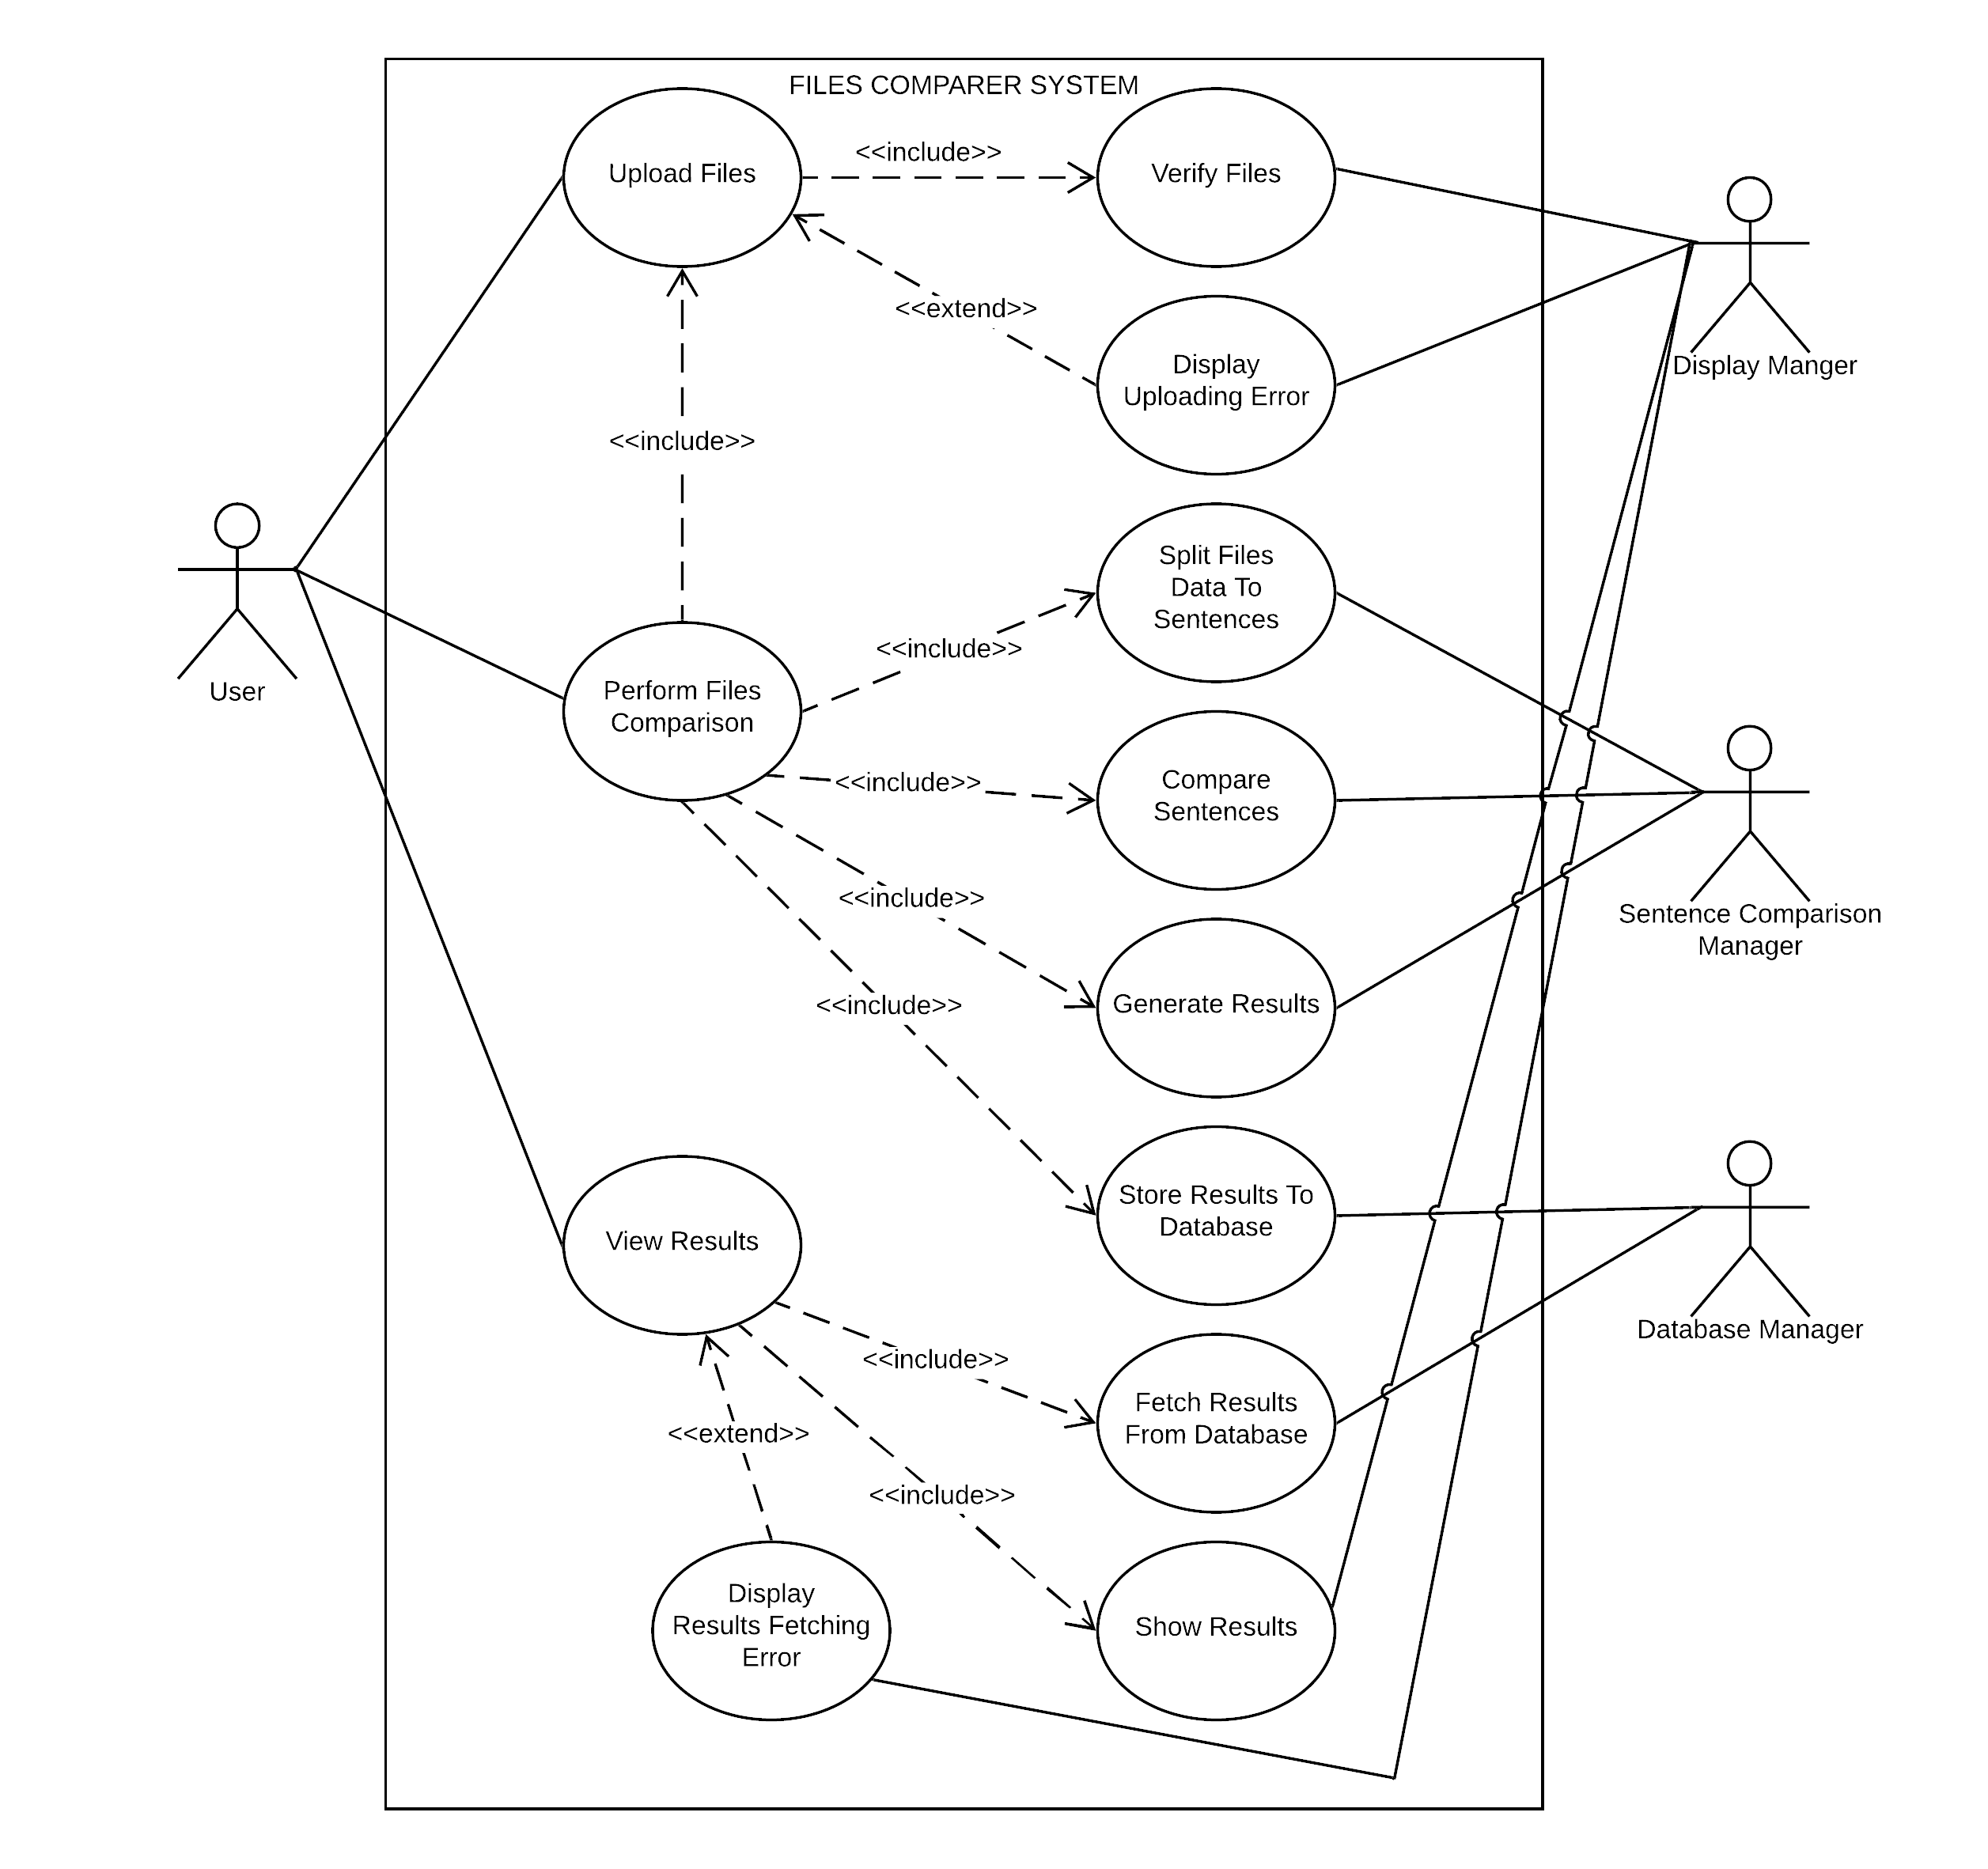 FILES COMPARER SYSTEM
Upload Files
<<include>>
Verify Files
<<extend>>
Display
Uploading Error
Display Manger
<<include>>
User
Split Files
Data To
Sentences
<<include>>
Perform Files
Comparison
<<include>>
Compare
Sentences
Sentence Comparison
Manager
<<include>>
Generate Results
<<include>>
Store Results To
Database
View Results
Database Manager
<<include>>
Fetch Results
From Database
<<extend>>
<<include>>
Display
Results Fetching
Error
Show Results